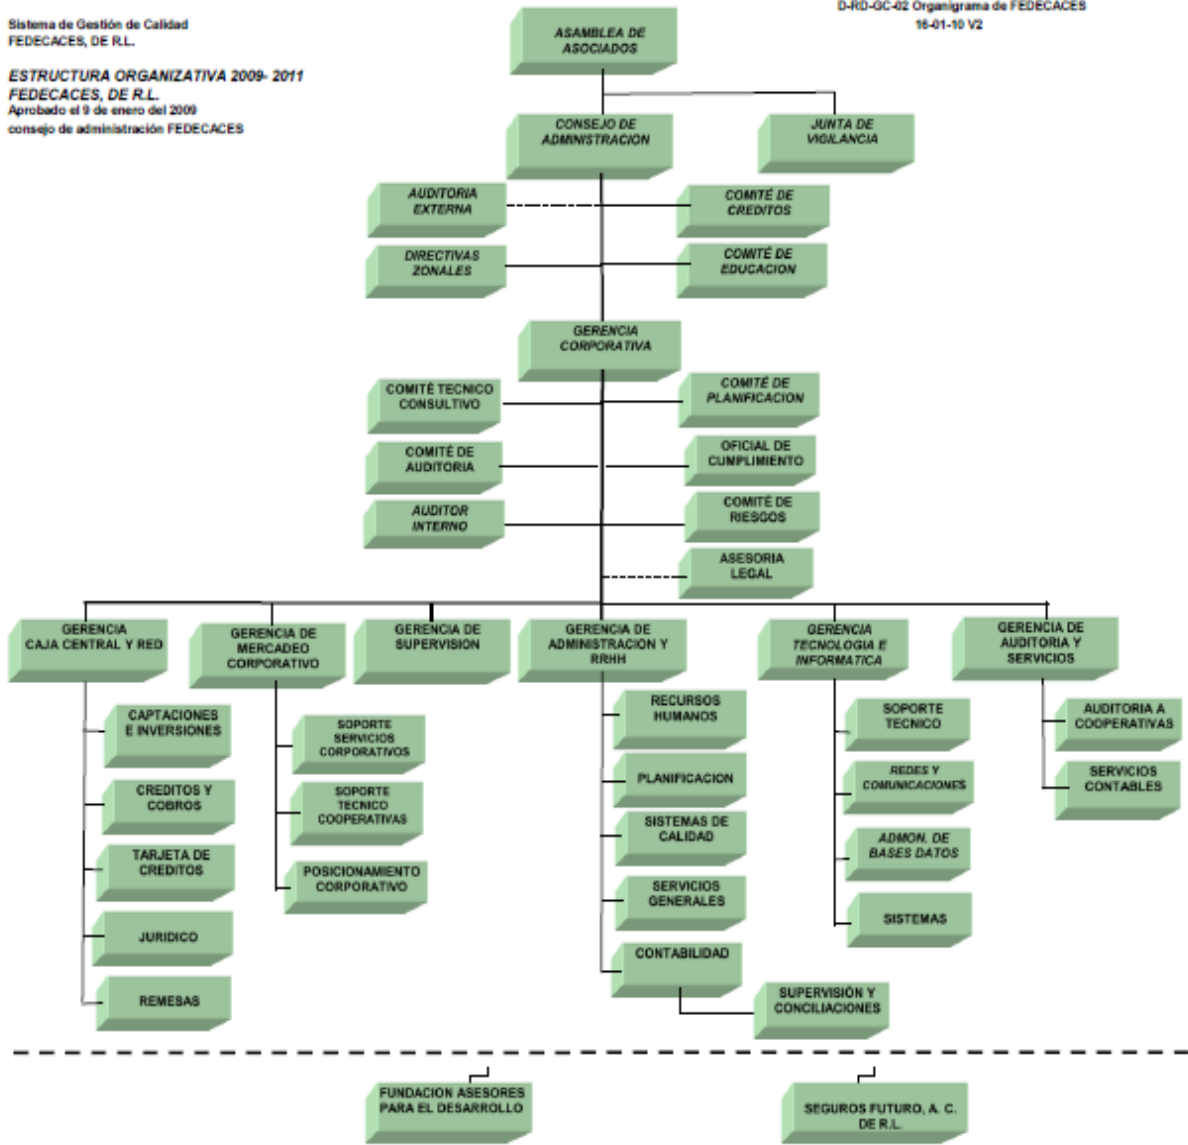 Sistema de Gestión de Calidad
FEDECACES, DE R.L.
ESTRUCTURA ORGANIZATIVA 2009- 2011
FEDECACES, DE R.L.
Aprobado el 9 de enero del 2009
consejo de administración FEDECACES
D-RD-GC-02 Organigrama de FEDECACES
16-01-10 V2
ASAMBLEA DE
ASOCIADOS
CONSEJO DE
ADMINISTRACION
JUNTA DE
VIGILANCIA
AUDITORIA
EXTERNA
COMITÉ DE
CREDITOS
DIRECTIVAS
ZONALES
COMITÉ DE
EDUCACION
GERENCIA
CORPORATIVA
COMITÉ TECNICO
CONSULTIVO
COMITÉ DE
PLANIFICACION
COMITÉ DE
AUDITORIA
OFICIAL DE
CUMPLIMIENTO
AUDITOR
INTERNO
COMITÉ DE
RIESGOS
ASESORIA
LEGAL
GERENCIA
CAJA CENTRAL Y RED
GERENCIA DE
MERCADEO
CORPORATIVO
GERENCIA DE
SUPERVISION
GERENCIA DE
ADMINISTRACION Y
RRHH
GERENCIA
TECNOLOGIA E
INFORMATICA
GERENCIA DE
AUDITORIA Y
SERVICIOS
CAPTACIONES
E INVERSIONES
CREDITOS Y
COBROS
TARJETA DE
CREDITOS
JURIDICO
REMESAS
SOPORTE
SERVICIOS
CORPORATIVOS
SOPORTE
TECNICO
COOPERATIVAS
POSICIONAMIENTO
CORPORATIVO
RECURSOS
HUMANOS
PLANIFICACION
SISTEMAS DE
CALIDAD
SERVICIOS
GENERALES
CONTABILIDAD
SUPERVISIÓN Y
CONCILIACIONES
SOPORTE
TECNICO
REDES Y
COMUNICACIONES
ADMON. DE
BASES DATOS
SISTEMAS
AUDITORIA A
COOPERATIVAS
SERVICIOS
CONTABLES
FUNDACION ASESORES
PARA EL DESARROLLO
SEGUROS FUTURO, A. C.
DE R.L.